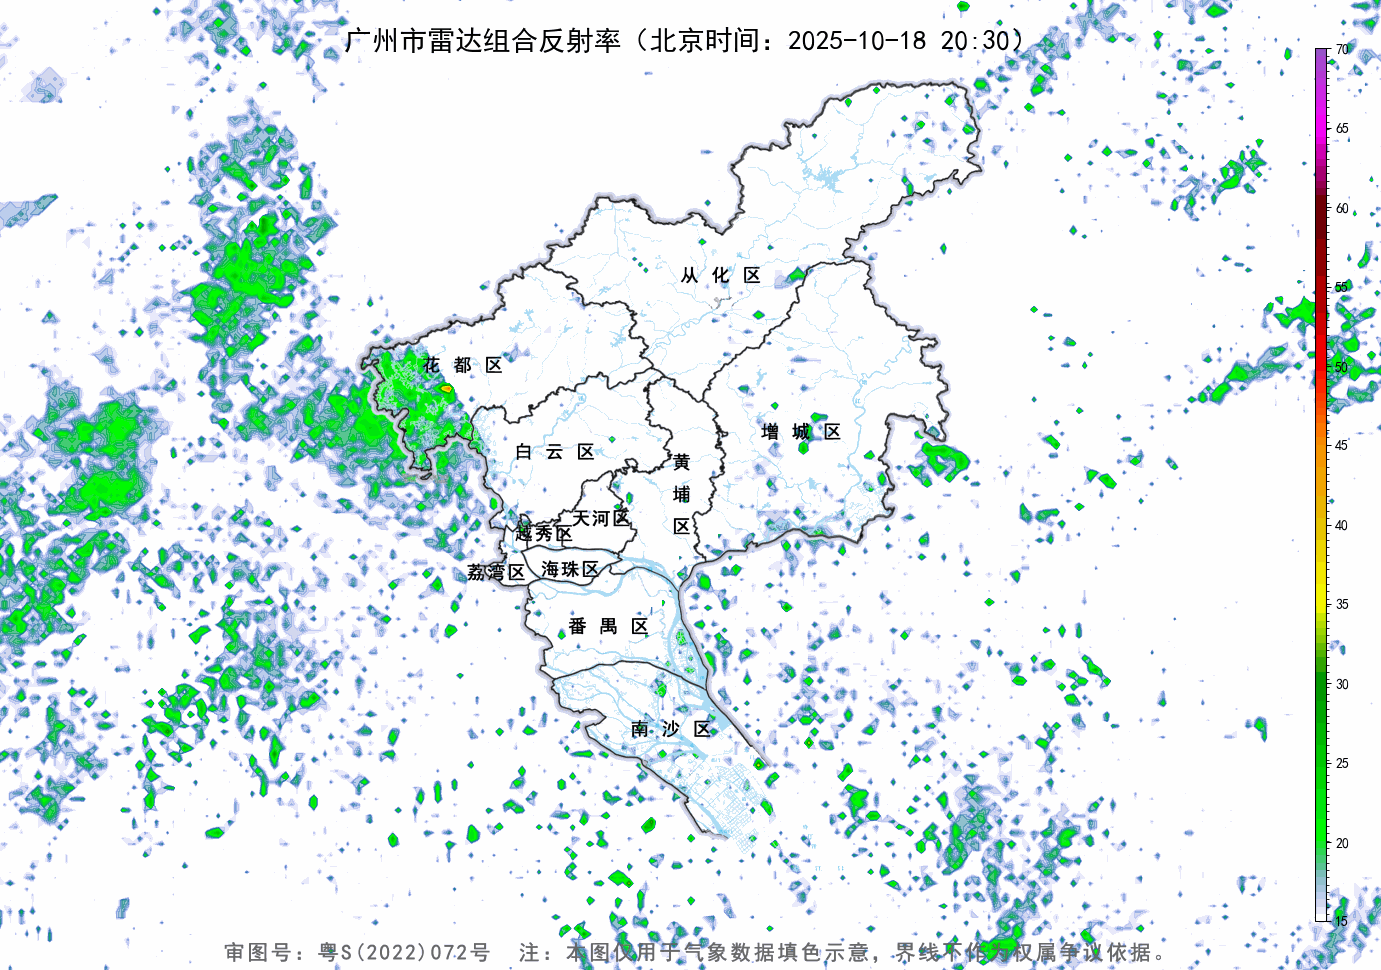 广州市雷达组合反射率（北京时间：2025-10-18 20:30）
70
65
60
55
50
45
40
35
30
25
20
15
从化区
花都区
增城区
白云区
黄埔区
天河区
越秀区
海珠区
荔湾区
番禺区
南沙区
审图号：粤S(2022)072号 注：本图仅用于气象数据填色示意，界线不作为权属争议依据。